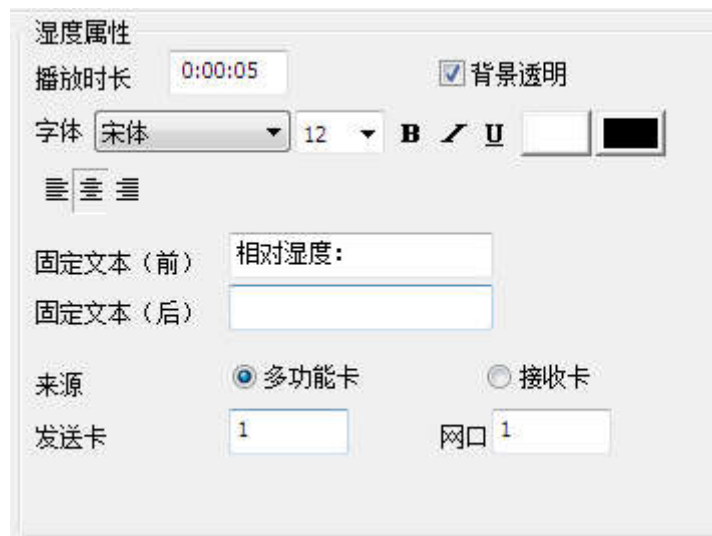 湿度属性
播放时长 0:00:05 背景透明
字体 宋体 12 B I U
固定文本（前） 相对湿度：
固定文本（后）
来源 多功能卡 接收卡
发送卡 1 网口 1